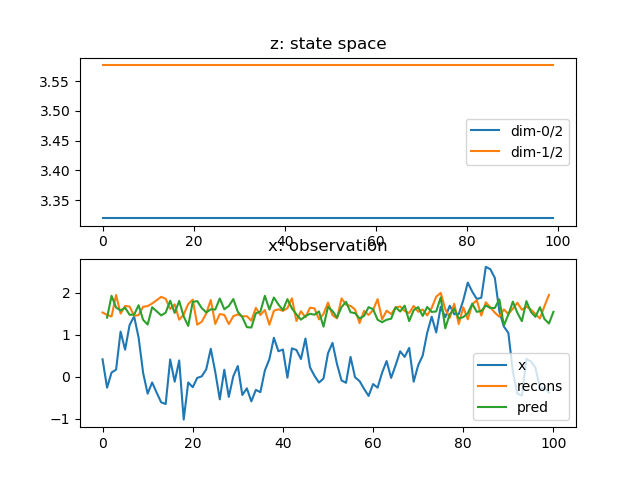 z: state space
3.55
3.50
3.45
3.40
3.35
dim-0/2
dim-1/2
0 20 40 60 80 100
x: observation
2
1
0
−1
x
recons
pred
0 20 40 60 80 100